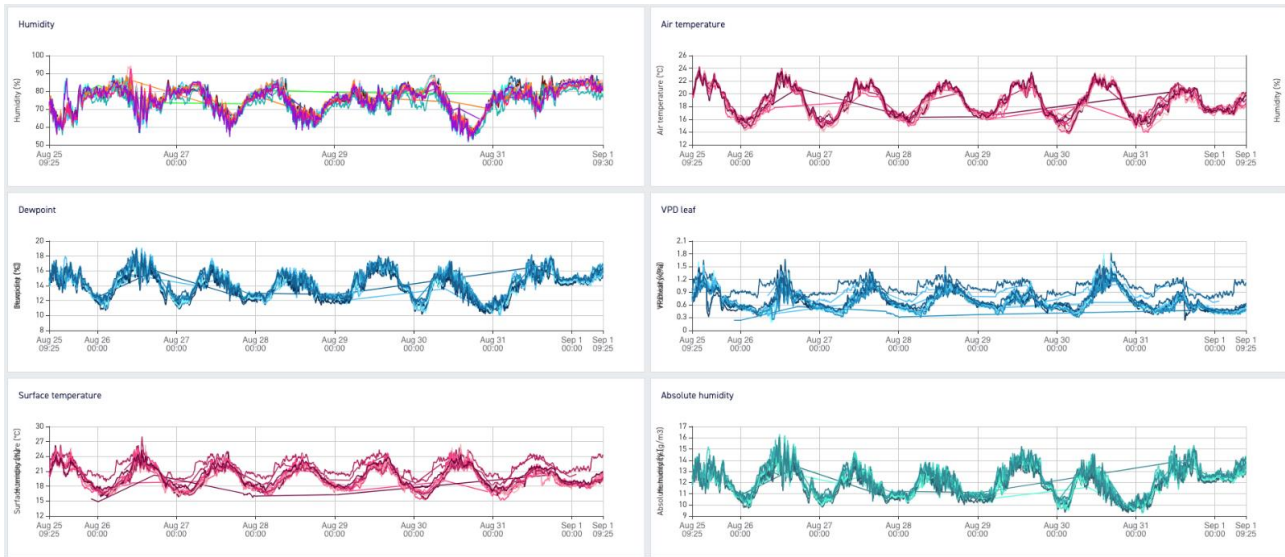 Humidity
Humidity [%]
100
90
80
70
60
50
Aug 25
09:25
Aug 27
00:00
Aug 29
00:00
Aug 31
00:00
Sep 1
09:30
Air temperature
Air temperature [°C]
26
24
22
20
18
16
14
12
Aug 25
09:25
Aug 26
00:00
Aug 27
00:00
Aug 28
00:00
Aug 29
00:00
Aug 30
00:00
Aug 31
00:00
Sep 1
00:00
Sep 1
09:25
Humidity [%]
Dewpoint
20
18
16
14
12
10
8
Aug 25
09:25
Aug 26
00:00
Aug 27
00:00
Aug 28
00:00
Aug 29
00:00
Aug 30
00:00
Aug 31
00:00
Sep 1
00:00
Sep 1
09:25
VPD leaf
2.1
1.8
1.5
1.2
0.9
0.6
0.3
0
Aug 25
09:25
Aug 26
00:00
Aug 27
00:00
Aug 28
00:00
Aug 29
00:00
Aug 30
00:00
Aug 31
00:00
Sep 1
00:00
Sep 1
09:25
Surface temperature
30
27
24
21
18
15
12
Aug 25
09:25
Aug 26
00:00
Aug 27
00:00
Aug 28
00:00
Aug 29
00:00
Aug 30
00:00
Aug 31
00:00
Sep 1
00:00
Sep 1
09:25
Absolute humidity
17
16
15
14
13
12
11
10
9
Aug 25
09:25
Aug 26
00:00
Aug 27
00:00
Aug 28
00:00
Aug 29
00:00
Aug 30
00:00
Aug 31
00:00
Sep 1
00:00
Sep 1
09:25